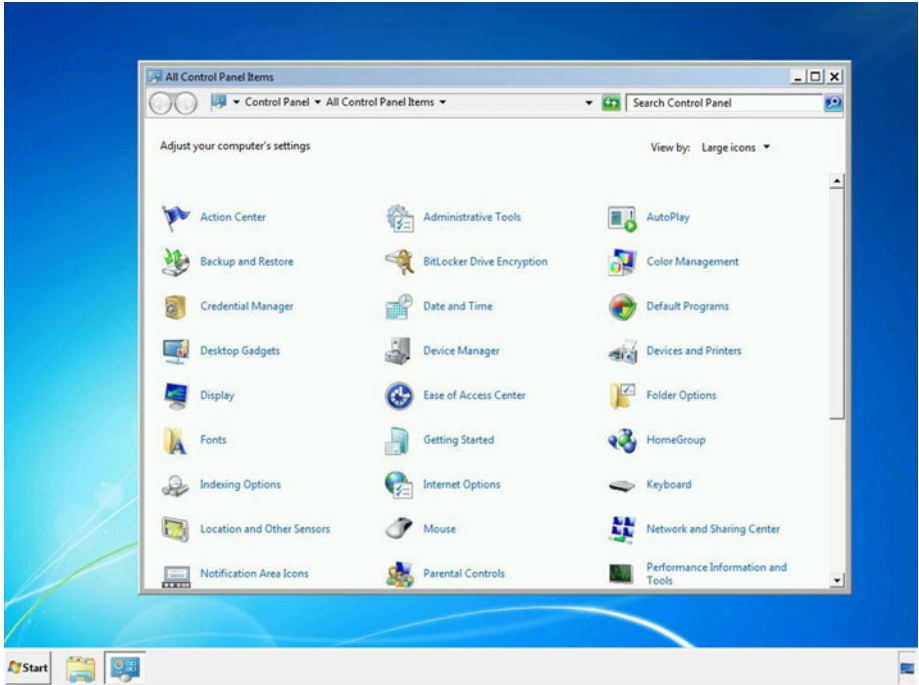 All Control Panel Items
Control Panel All Control Panel Items Search Control Panel
Adjust your computer's settings View by: Large icons
Action Center Administrative Tools AutoPlay
Backup and Restore BitLocker Drive Encryption Color Management
Credential Manager Date and Time Default Programs
Desktop Gadgets Device Manager Devices and Printers
Display Ease of Access Center Folder Options
Fonts Getting Started HomeGroup
Indexing Options Internet Options Keyboard
Location and Other Sensors Mouse Network and Sharing Center
Notification Area Icons Parental Controls Performance Information and
Tools
Start